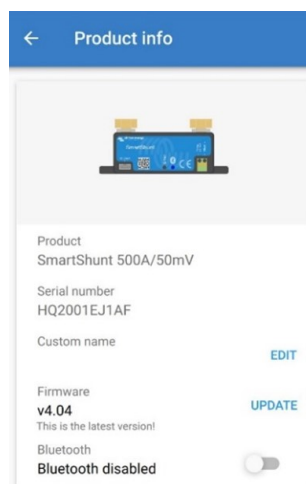 Product info
SmartShunt
Product
SmartShunt 500A/50mV
Serial number
HQ2001EJ1AF
Custom name
EDIT
Firmware
v4.04
UPDATE
This is the latest version!
Bluetooth
Bluetooth disabled